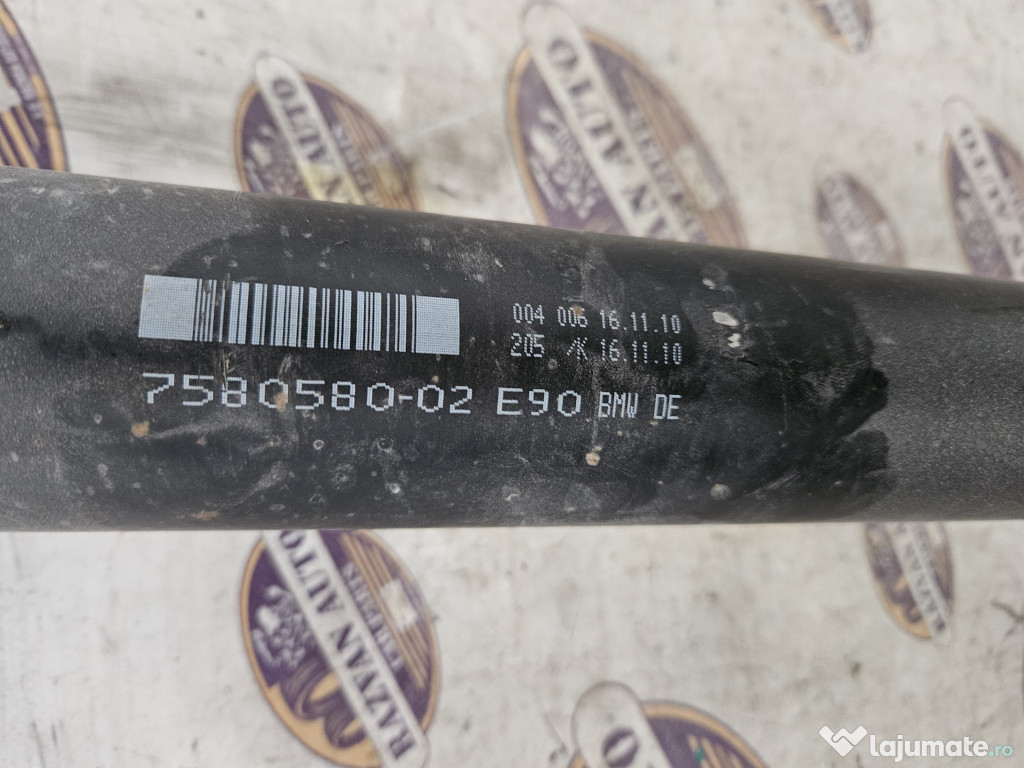 004 006 16.11.10
205 /K 16.11.10
7580580-02 E90 BMW DE
RAZVAN AUTO
lajumate.ro